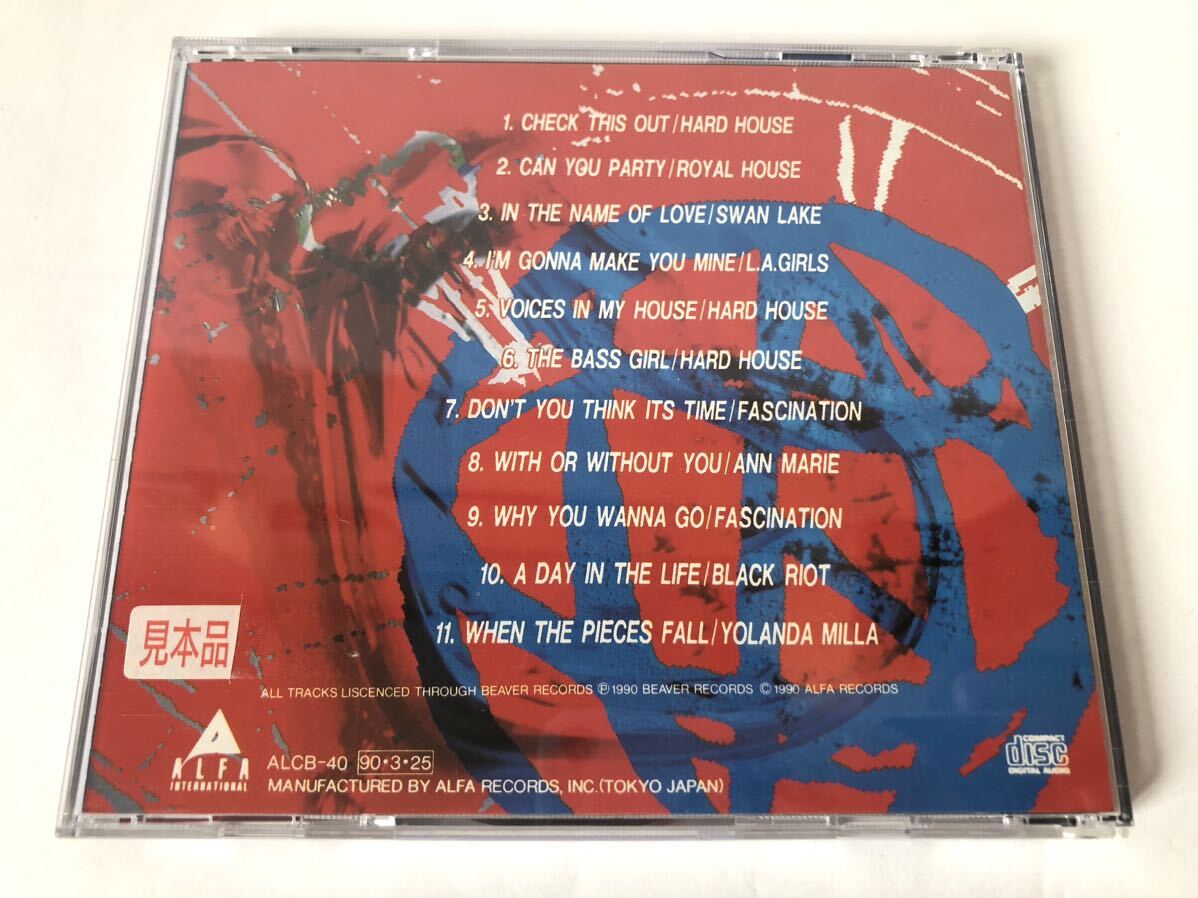 1. CHECK THIS OUT/HARD HOUSE
2. CAN YOU PARTY/ROYAL HOUSE
3. IN THE NAME OF LOVE/SWAN LAKE
4. I'M GONNA MAKE YOU MINE/L.A.GIRLS
5. VOICES IN MY HOUSE/HARD HOUSE
6. THE BASS GIRL/HARD HOUSE
7. DON'T YOU THINK ITS TIME/FASCINATION
8. WITH OR WITHOUT YOU/ANN MARIE
9. WHY YOU WANNA GO/FASCINATION
10. A DAY IN THE LIFE/BLACK RIOT
11. WHEN THE PIECES FALL/YOLANDA MILLA
見本品
ALL TRACKS LISCENCED THROUGH BEAVER RECORDS ℗1990 BEAVER RECORDS ©1990 ALFA RECORDS
ALFA
INTERNATIONAL
ALCB-40 90・3・25
MANUFACTURED BY ALFA RECORDS, INC.(TOKYO JAPAN)
COMPACT
disc
DIGITAL AUDIO